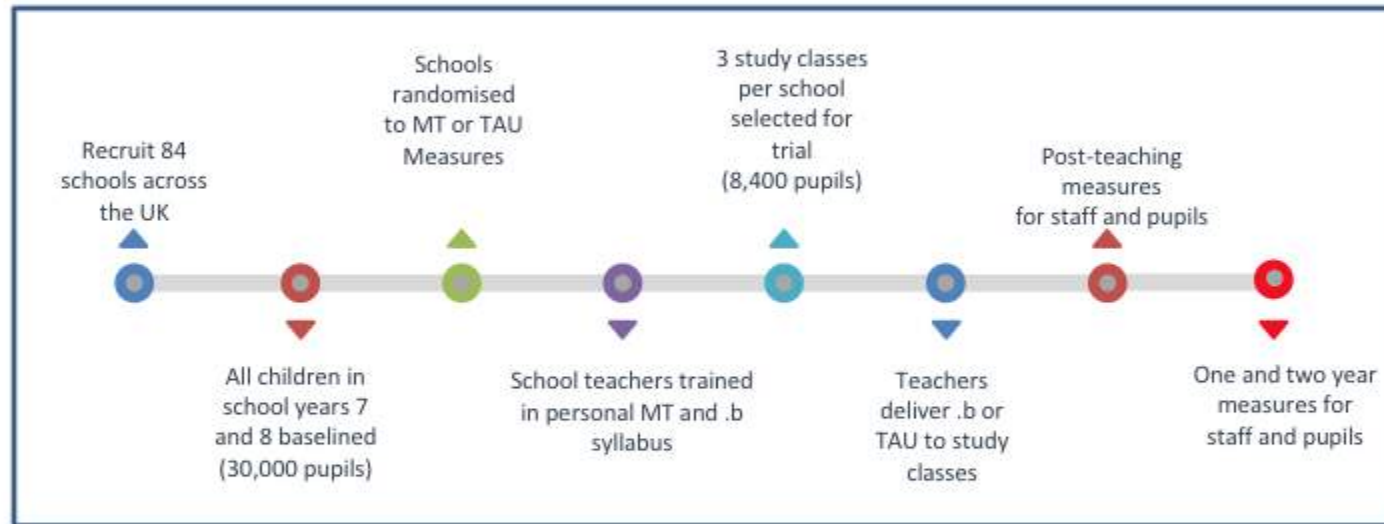 Recruit 84
schools across
the UK
All children in
school years 7
and 8 baselined
(30,000 pupils)
Schools
randomised
to MT or TAU
Measures
School teachers trained
in personal MT and .b
syllabus
3 study classes
per school
selected for
trial
(8,400 pupils)
Teachers
deliver .b or
TAU to study
classes
Post-teaching
measures
for staff and pupils
One and two year
measures for
staff and pupils